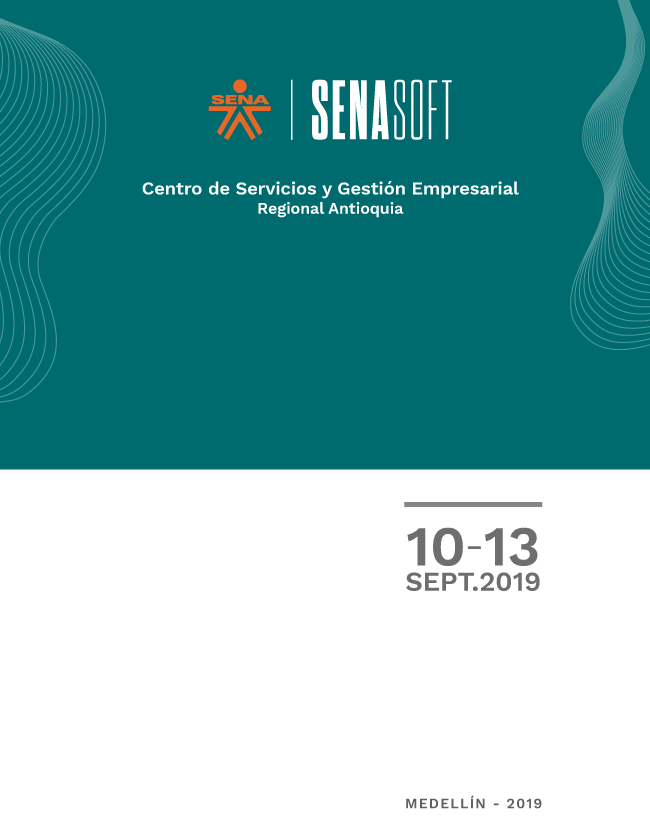 SENA
SENASOFT
Centro de Servicios y Gestión Empresarial
Regional Antioquia
10-13
SEPT.2019
MEDELLÍN - 2019